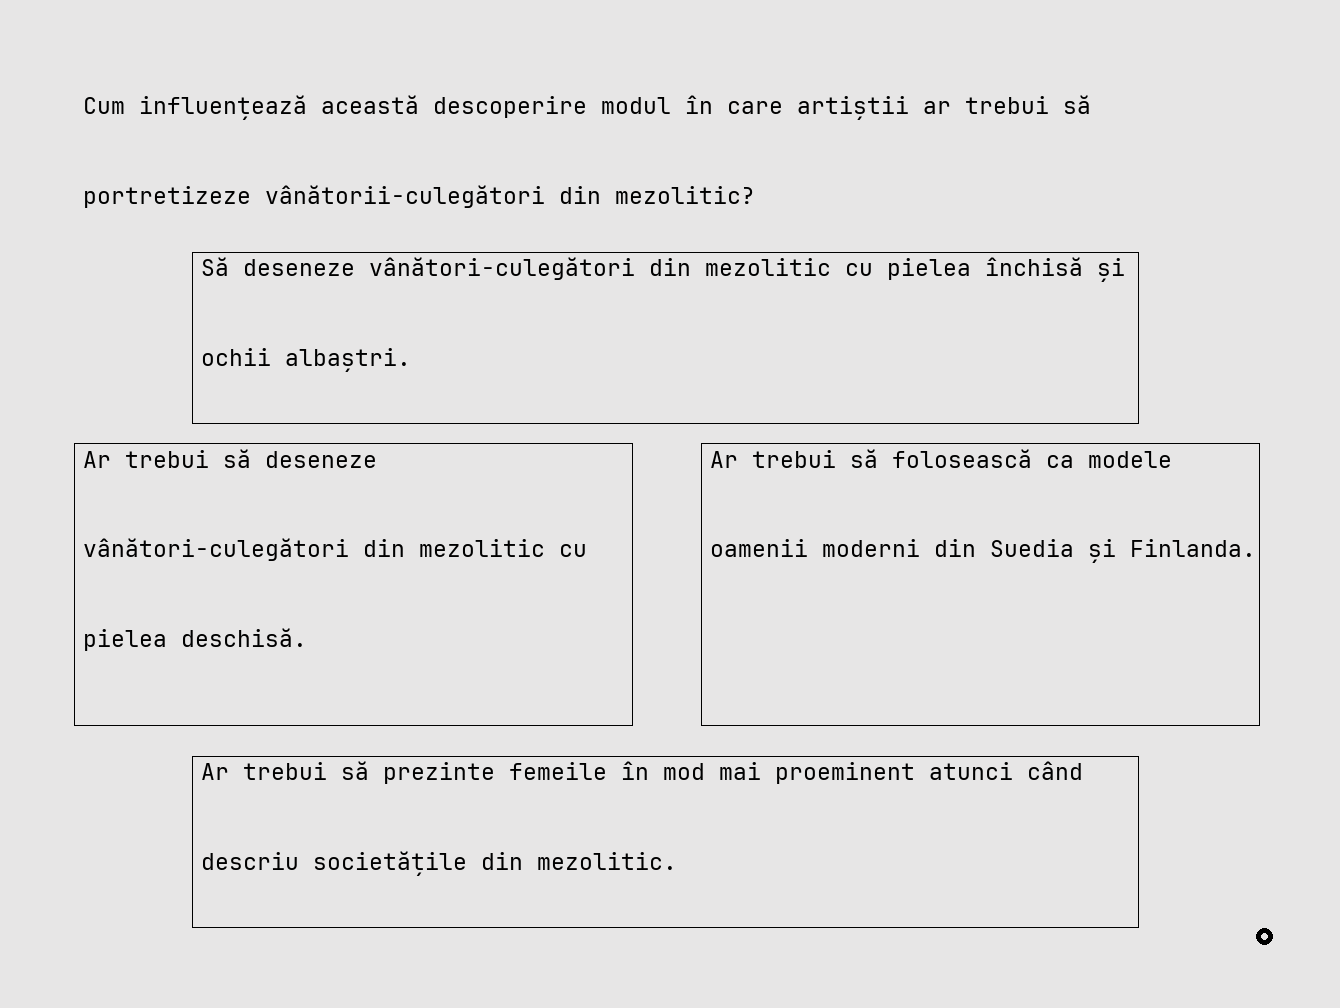 Cum influențează această descoperire modul în care artiștii ar trebui să
portretizeze vânătorii-culegători din mezolitic?
Să deseneze vânători-culegători din mezolitic cu pielea închisă și
ochii albaștri.
Ar trebui să deseneze
vânători-culegători din mezolitic cu
pielea deschisă.
Ar trebui să folosească ca modele
oamenii moderni din Suedia și Finlanda.
Ar trebui să prezinte femeile în mod mai proeminent atunci când
descriu societățile din mezolitic.